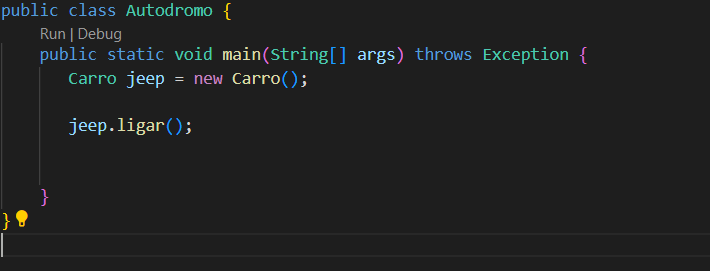 public class Autodromo {
Run | Debug
public static void main(String[] args) throws Exception {
Carro jeep = new Carro();
jeep.ligar();
}
}